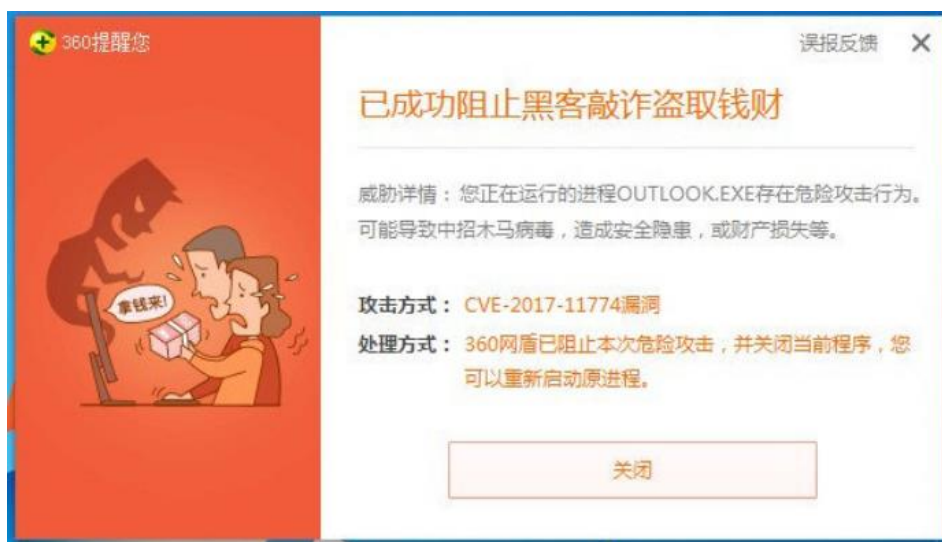 360提醒您
误报反馈
已成功阻止黑客敲诈盗取钱财
威胁详情：您正在运行的进程OUTLOOK.EXE存在危险攻击行为。
可能导致中招木马病毒，造成安全隐患，或财产损失等。
拿钱来!
攻击方式： CVE-2017-11774漏洞
处理方式： 360网盾已阻止本次危险攻击，并关闭当前程序，您
可以重新启动原进程。
关闭